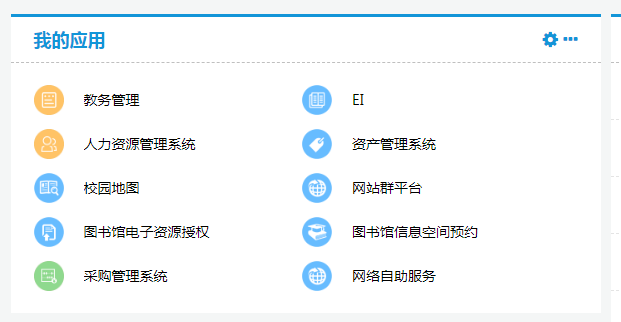 我的应用
教务管理
EI
人力资源管理系统
资产管理系统
校园地图
网站群平台
图书馆电子资源授权
图书馆信息空间预约
采购管理系统
网络自助服务